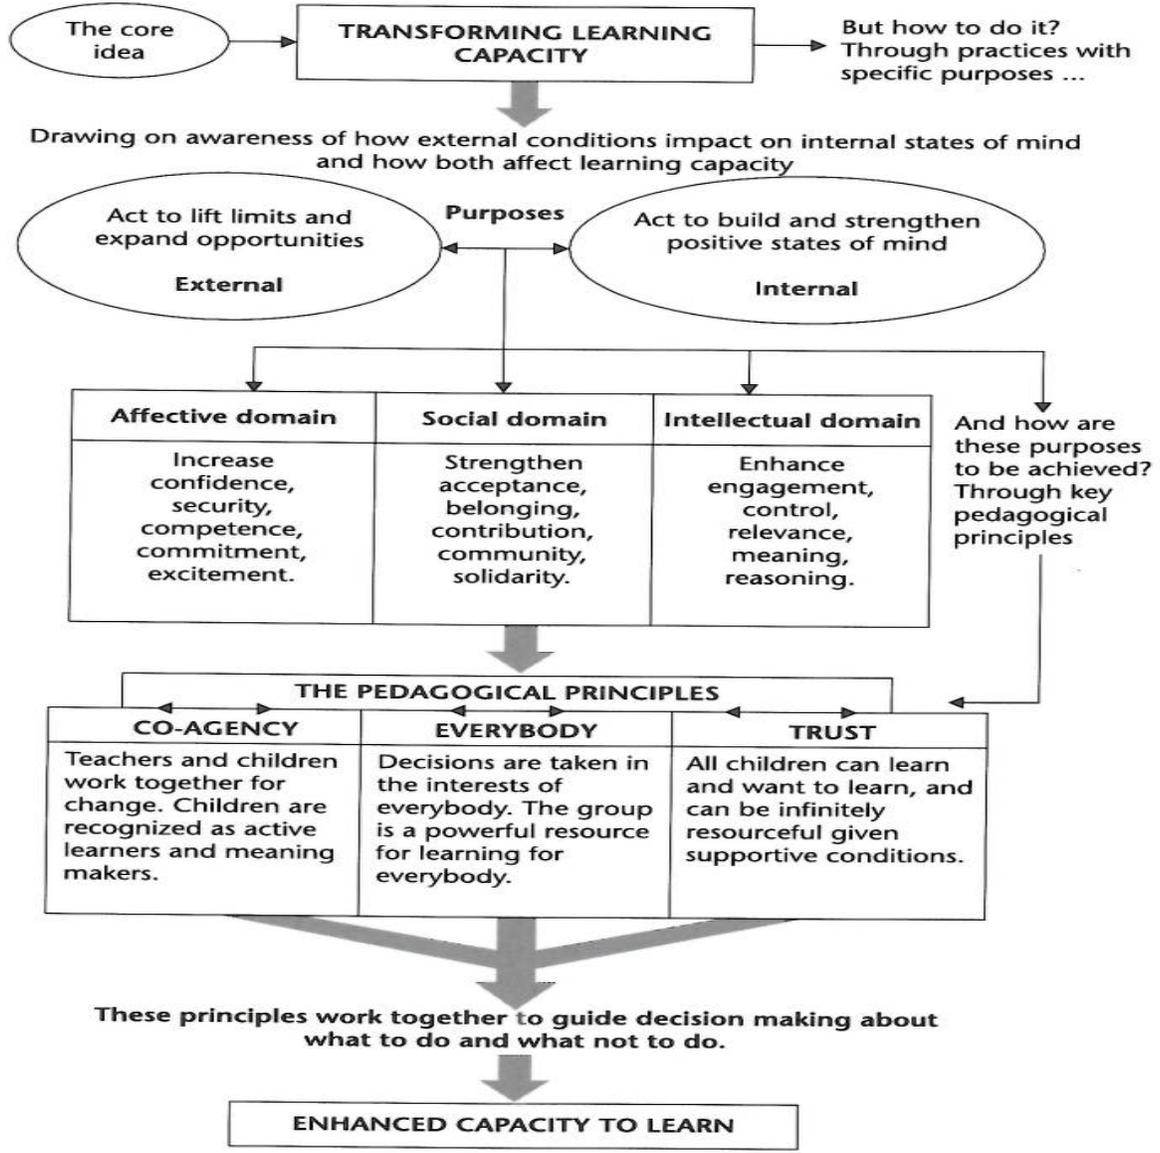 The core
idea
TRANSFORMING LEARNING
CAPACITY
But how to do it?
Through practices with
specific purposes ...
Drawing on awareness of how external conditions impact on internal states of mind
and how both affect learning capacity
Act to lift limits and
expand opportunities
External
Purposes
Act to build and strengthen
positive states of mind
Internal
Affective domain
Increase
confidence,
security,
competence,
commitment,
excitement.
Social domain
Strengthen
acceptance,
belonging,
contribution,
community,
solidarity.
Intellectual domain
Enhance
engagement,
control,
relevance,
meaning,
reasoning.
And how are
these purposes
to be achieved?
Through key
pedagogical
principles
THE PEDAGOGICAL PRINCIPLES
CO-AGENCY
Teachers and children
work together for
change. Children are
recognized as active
learners and meaning
makers.
EVERYBODY
Decisions are taken in
the interests of
everybody. The group
is a powerful resource
for learning for
everybody.
TRUST
All children can learn
and want to learn, and
can be infinitely
resourceful given
supportive conditions.
These principles work together to guide decision making about
what to do and what not to do.
ENHANCED CAPACITY TO LEARN